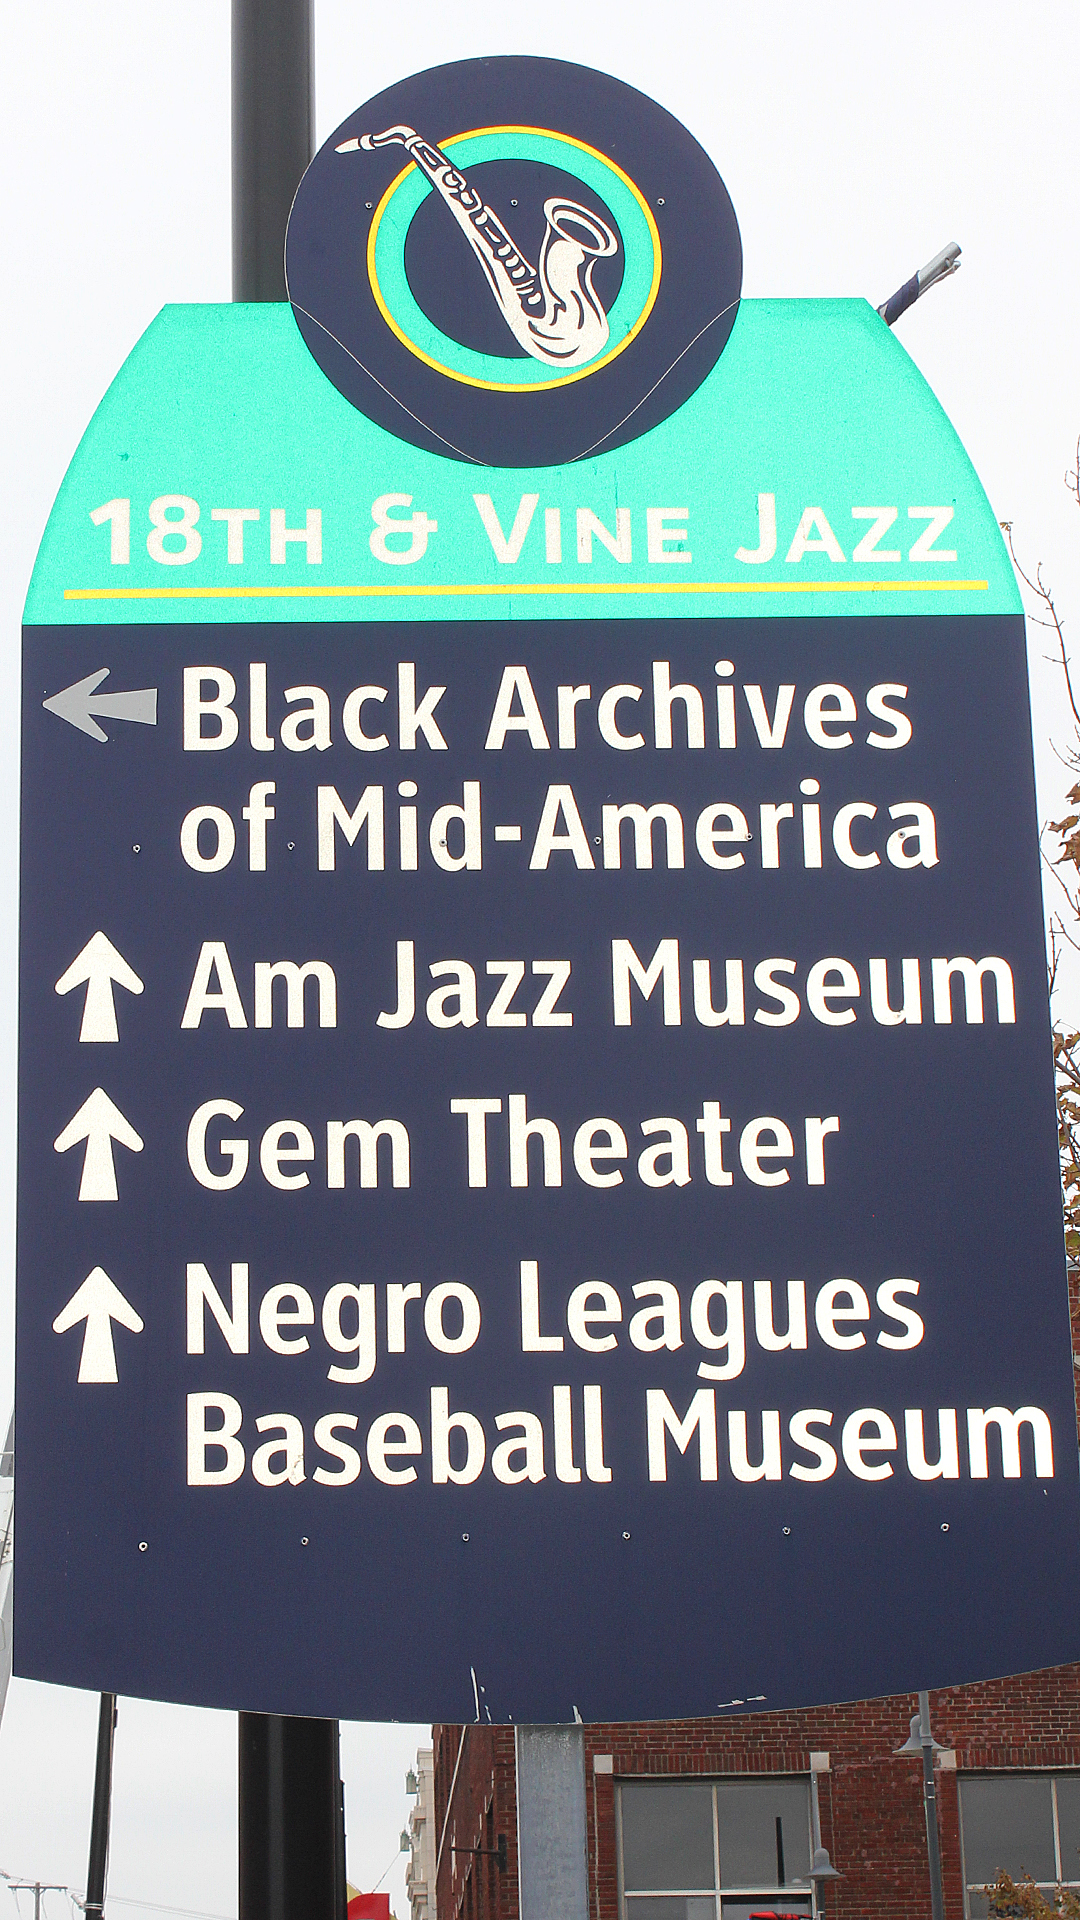 18TH & VINE JAZZ
Black Archives
of Mid-America
Am Jazz Museum
Gem Theater
Negro Leagues
Baseball Museum